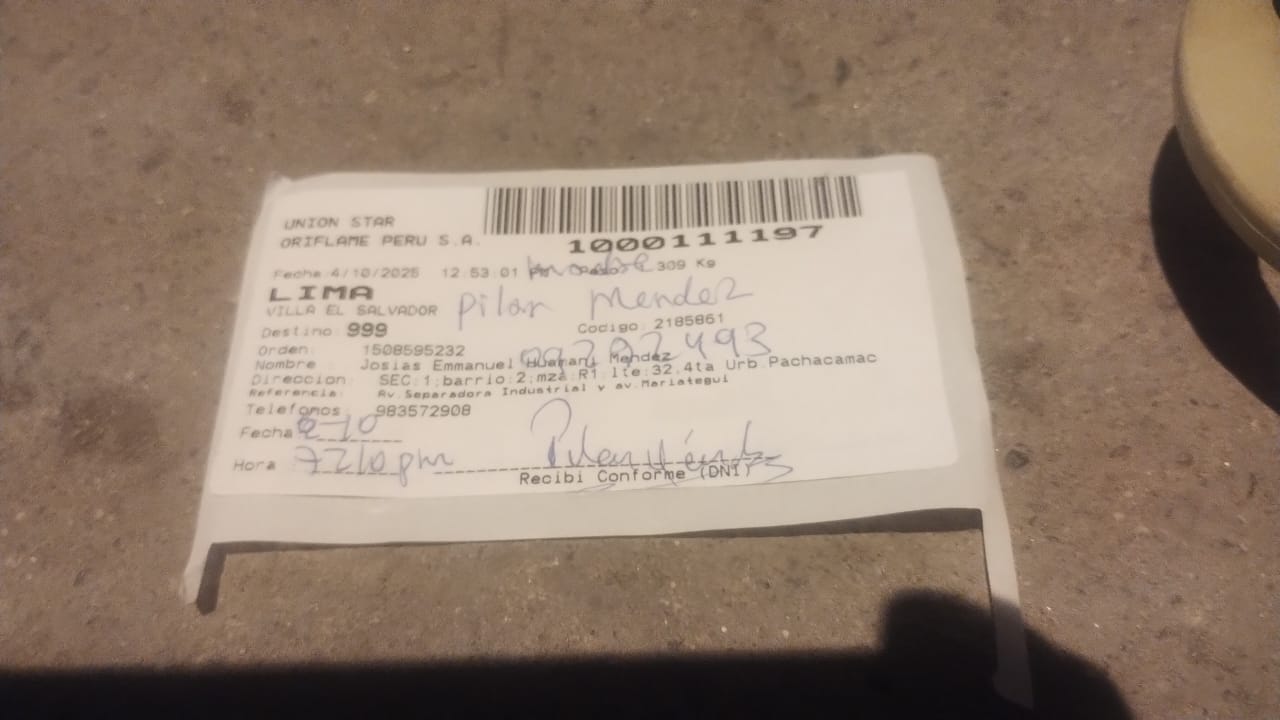 UNION STAR
ORIFLAME PERU S.A.
1000111197
Fecha:4/10/2025 12.53.01 309 Kg
LIMA
VILLA EL SALVADOR
Pilar Mendez
Destino: 999 Codigo: 2185861
Orden: 1508595232
Nombre Josias Emmanuel Huamani Mendez
Direccion: SEC:1;barrio:2;mza:R1;lte:32.4ta Urb.Pachacamac
Referencia: Av.Separadora Industrial y av.Mariategui
Telefonos: 983572908
Fecha
Hora pm
Recibi Conforme (DNI)